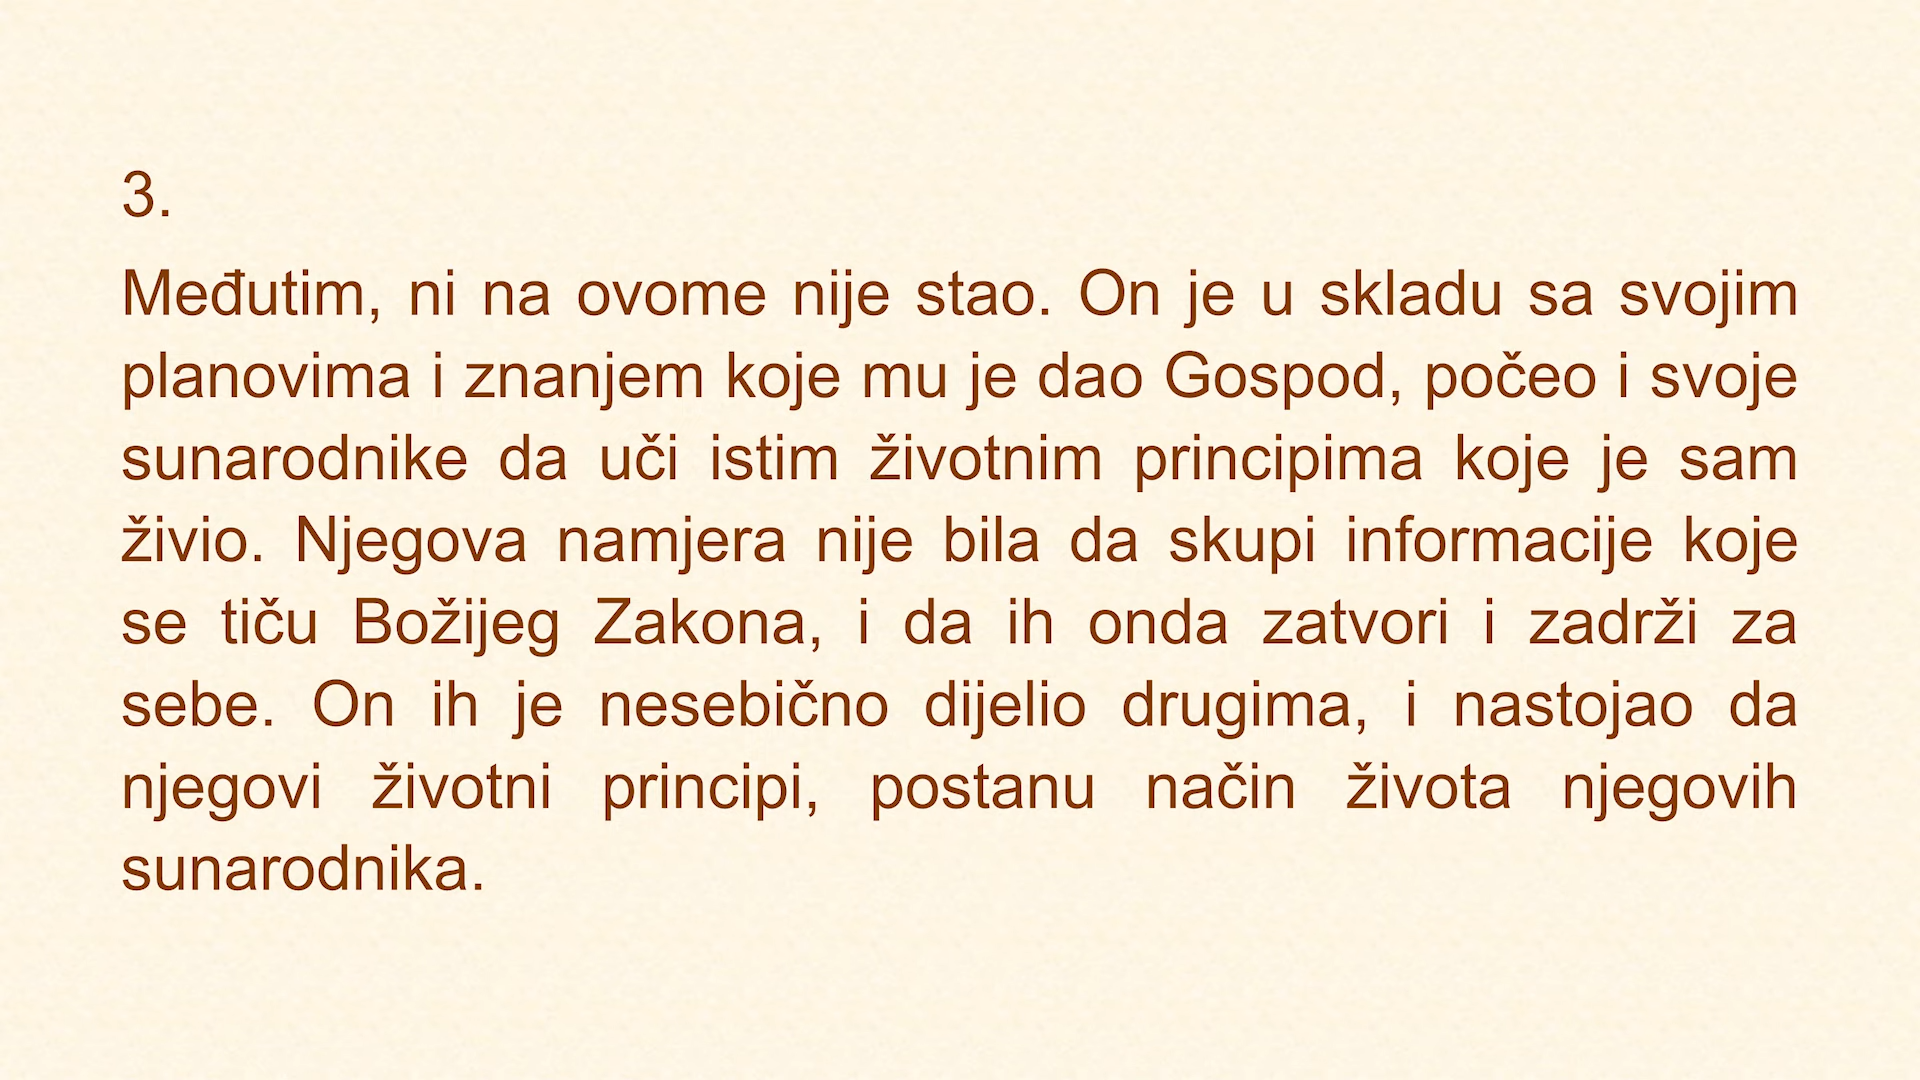 3.
Međutim, ni na ovome nije stao. On je u skladu sa svojim
planovima i znanjem koje mu je dao Gospod, počeo i svoje
sunarodnike da uči istim životnim principima koje je sam
živio. Njegova namjera nije bila da skupi informacije koje
se tiču Božijeg Zakona, i da ih onda zatvori i zadrži za
sebe. On ih je nesebično dijelio drugima, i nastojao da
njegovi životni principi, postanu način života njegovih
sunarodnika.